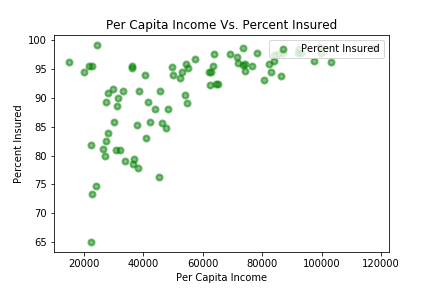 Per Capita Income Vs. Percent Insured
Percent Insured
100
95
90
85
80
75
70
65
Percent Insured
20000 40000 60000 80000 100000 120000
Per Capita Income